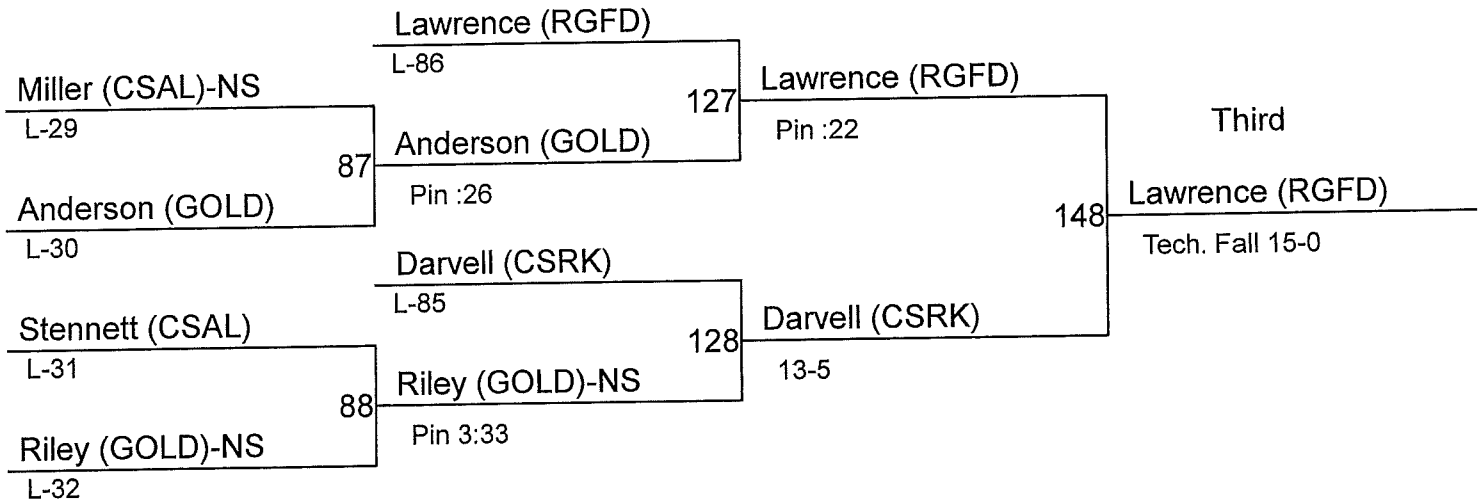 Lawrence (RGFD)
L-86
Miller (CSAL)-NS
L-29
127
Lawrence (RGFD)
Pin :22
Third
87
Anderson (GOLD)
Pin :26
Anderson (GOLD)
L-30
148
Lawrence (RGFD)
Tech. Fall 15-0
Darvell (CSRK)
L-85
Stennett (CSAL)
L-31
128
Darvell (CSRK)
13-5
88
Riley (GOLD)-NS
Pin 3:33
Riley (GOLD)-NS
L-32